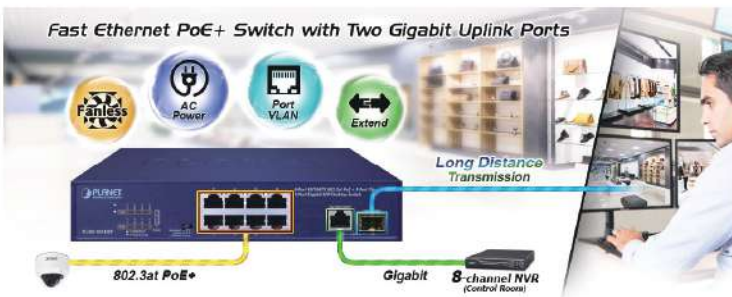 Fast Ethernet PoE+ Switch with Two Gigabit Uplink Ports
Fanless
AC
Power
Port
VLAN
Extend
Long Distance
Transmission
PLANET
802.3at PoE+
Gigabit
8-channel NVR
(Control Room)